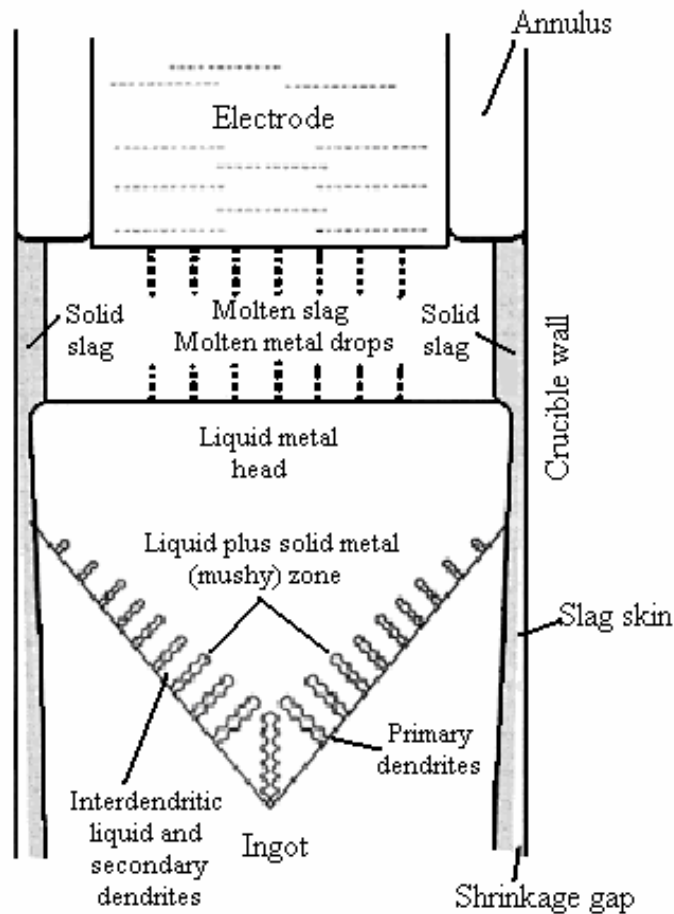 Annulus
Electrode
Solid
slag
Molten slag
Molten metal drops
Solid
slag
Crucible wall
Liquid metal
head
Liquid plus solid metal
(mushy) zone
Slag skin
Primary
dendrites
Interdendritic
liquid and
secondary
dendrites
Ingot
Shrinkage gap